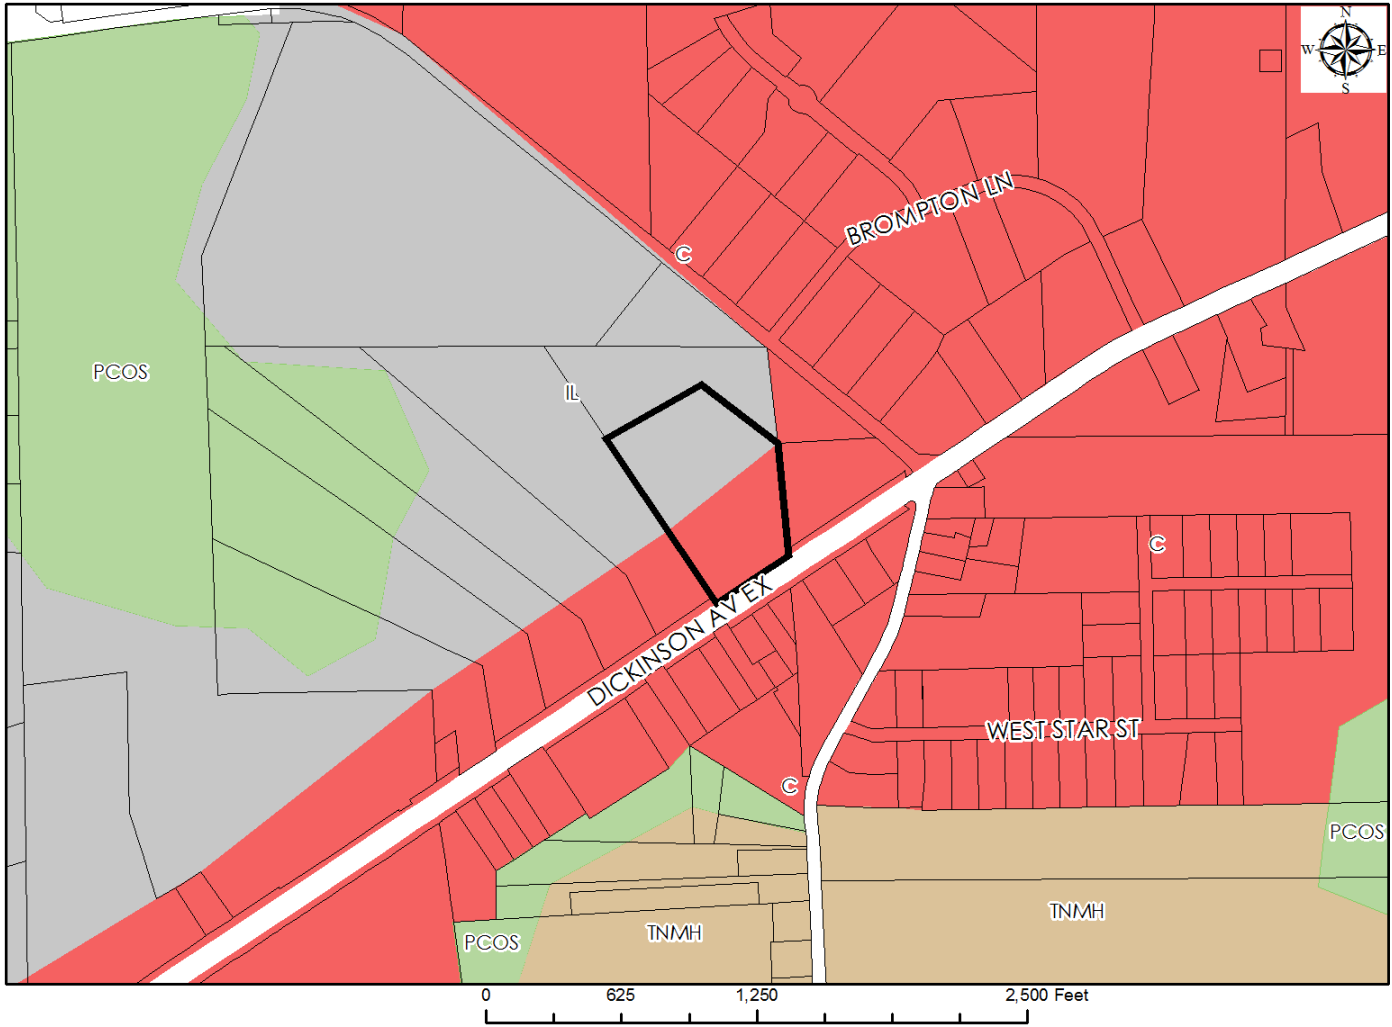 N
W E
S
BROMPTON LN
C
PCOS
IL
C
DICKINSON AV EX
WEST STAR ST
C
PCOS
TNMH
TNMH
PCOS
0 625 1,250 2,500 Feet